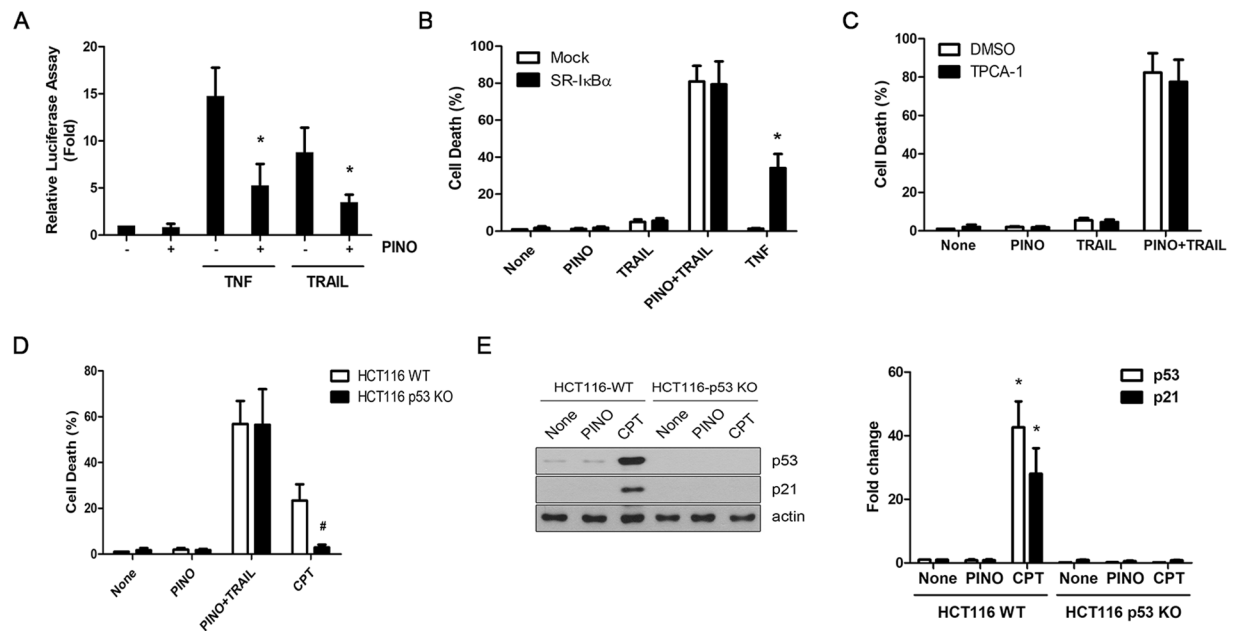 A
Relative Luciferase Assay
(Fold)
20
15
10
5
0
- + - + - + PINO
TNF TRAIL
B
Cell Death (%)
100
80
60
40
20
0
Mock
SR-IκBα
None PINO TRAIL PINO+TRAIL TNF
*
*
*
C
Cell Death (%)
100
80
60
40
20
0
DMSO
TPCA-1
None PINO TRAIL PINO+TRAIL
D
Cell Death (%)
80
60
40
20
0
HCT116 WT
HCT116 p53 KO
#
None PINO PINO+TRAIL CPT
E
HCT116-WT HCT116-p53 KO
None PINO CPT None PINO CPT
p53
p21
actin
Fold change
60
40
20
0
p53
p21
*
*
None PINO CPT None PINO CPT
HCT116 WT HCT116 p53 KO